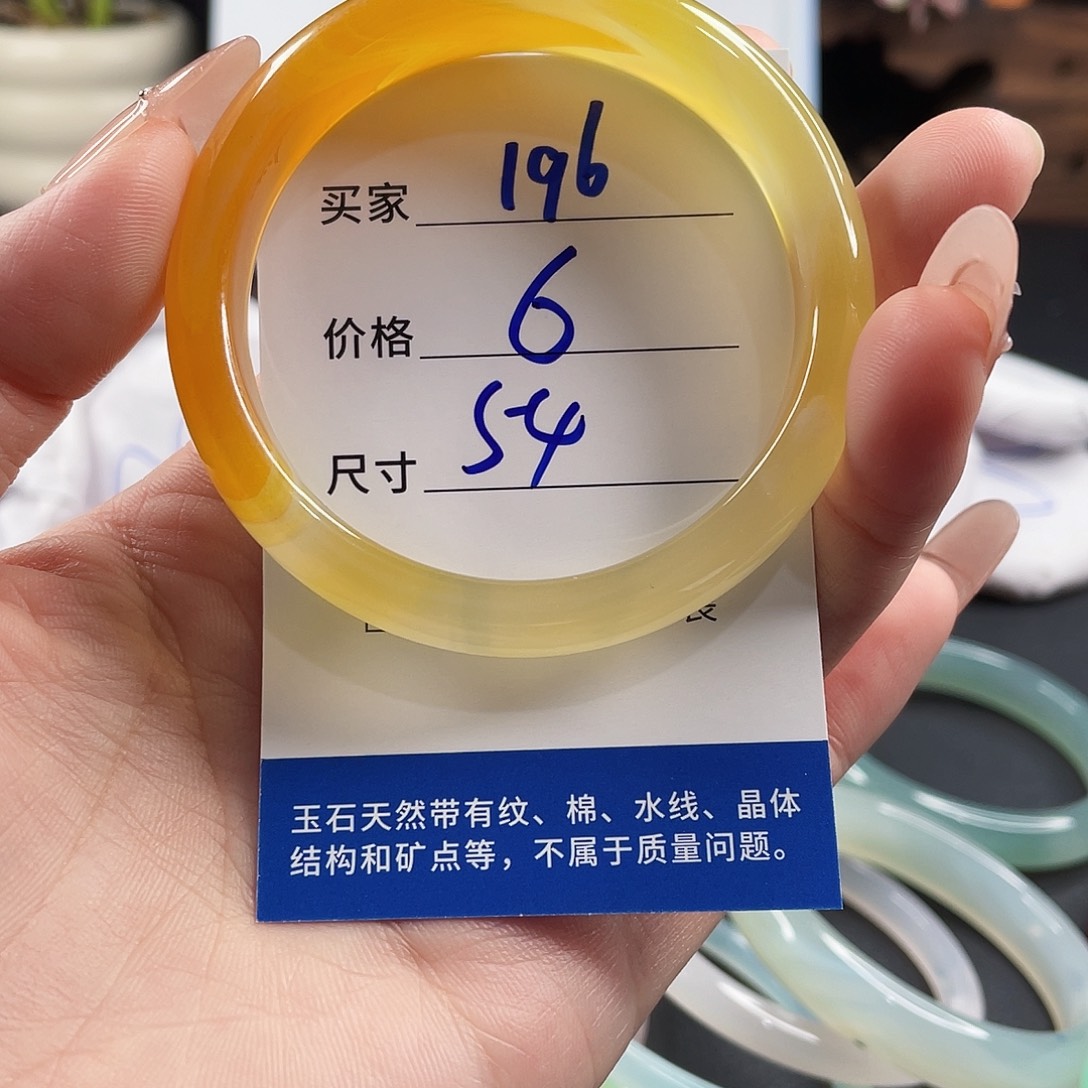 买家 196
价格 6
尺寸 54
玉石天然带有纹、棉、水线、晶体
结构和矿点等，不属于质量问题。